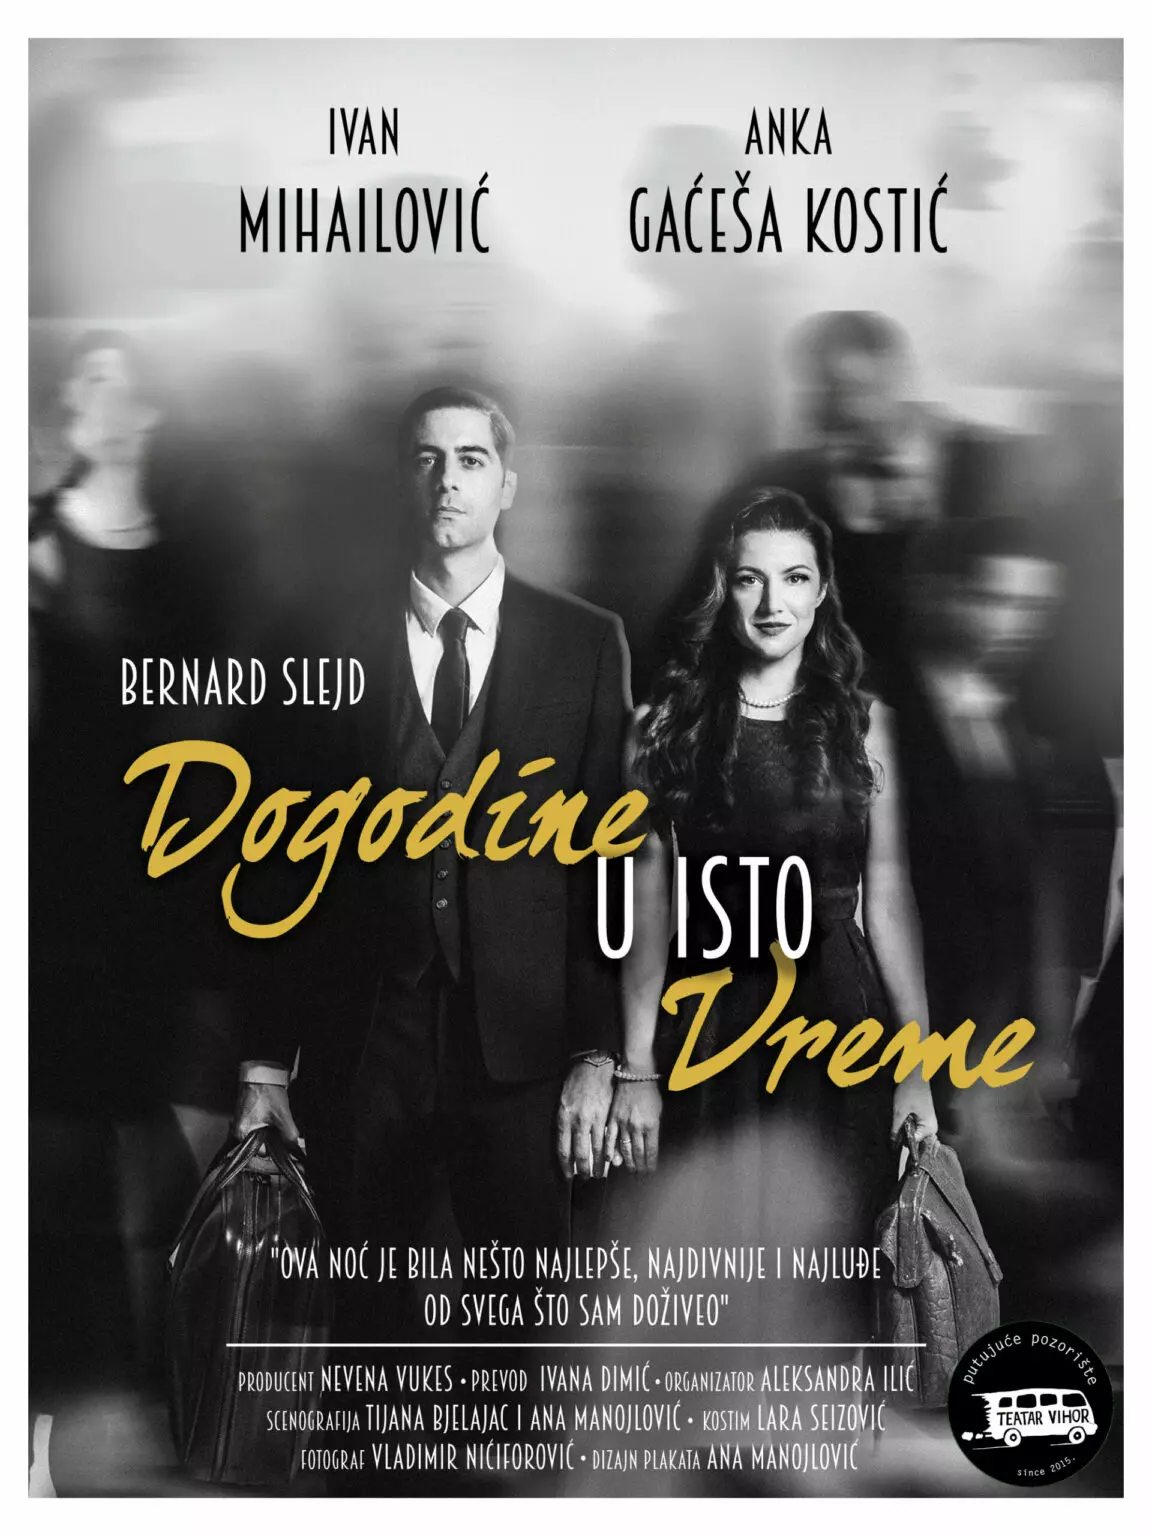 IVAN
MIHAILOVIĆ
ANKA
GAĆEŠA KOSTIĆ
BERNARD SLEJD
Dogodine
U ISTO
Vreme
"OVA NOĆ JE BILA NEŠTO NAJLEPŠE, NAJDIVNIJE I NAJLUĐE
OD SVEGA ŠTO SAM DOŽIVEO"
PRODUCENT NEVENA VUKES • PREVOD IVANA DIMIĆ • ORGANIZATOR ALEKSANDRA ILIĆ
SCENOGRAFIJA TIJANA BJELAJAC I ANA MANOJLOVIĆ • KOSTIM LARA SEIZOVIĆ
FOTOGRAF VLADIMIR NIĆIFOROVIĆ • DIZAJN PLAKATA ANA MANOJLOVIĆ
putujuće pozorište
TEATAR VIHOR
since 2015.